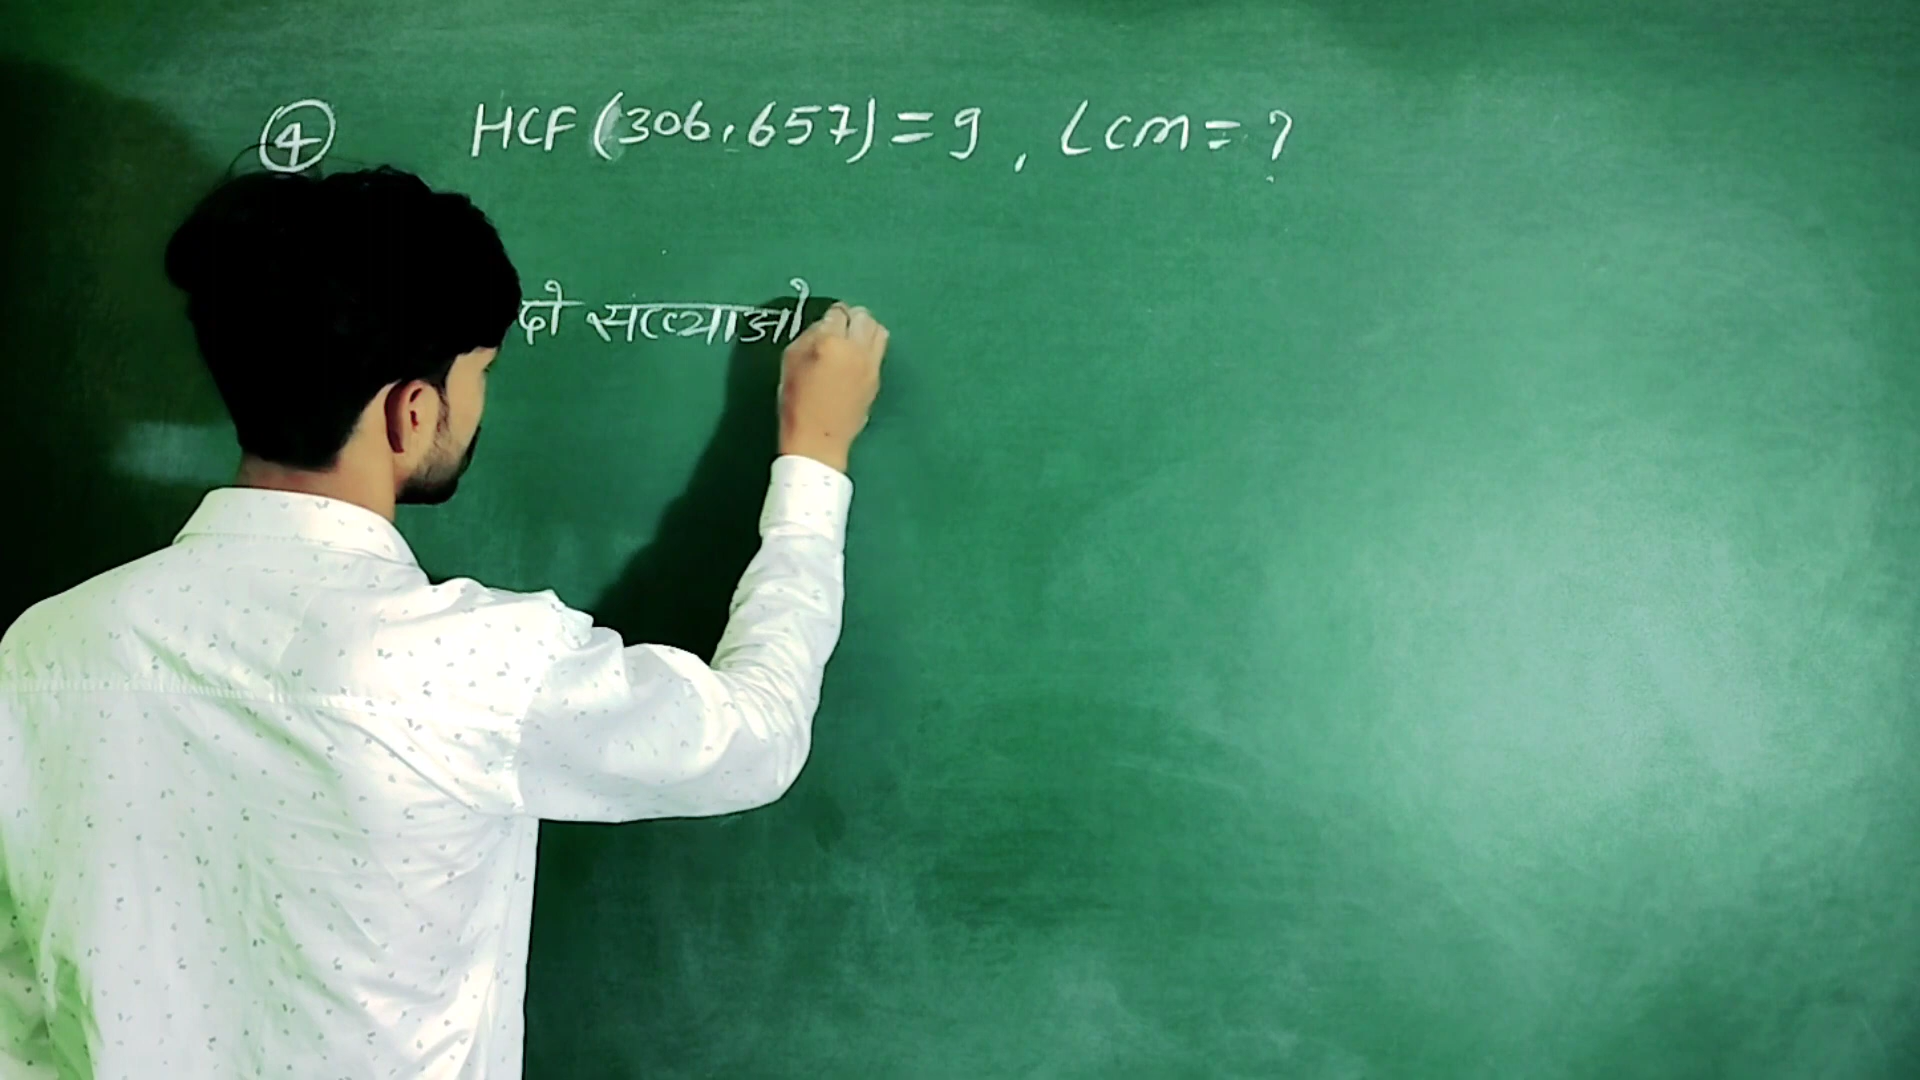 ④ HCF (306, 657) = 9, LCM = ?
दो संख्याओ